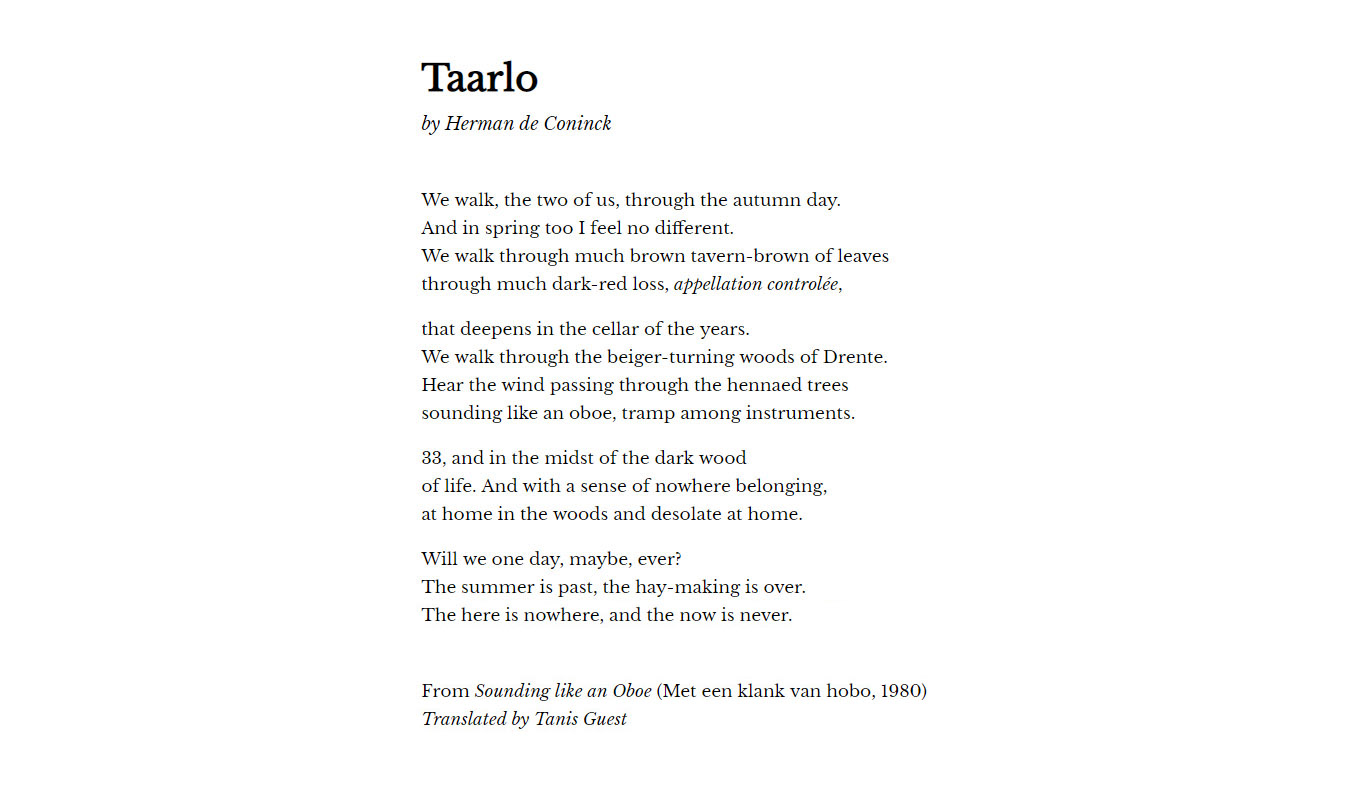 Taarlo
by Herman de Coninck
We walk, the two of us, through the autumn day.
And in spring too I feel no different.
We walk through much brown tavern-brown of leaves
through much dark-red loss, appellation controlée,
that deepens in the cellar of the years.
We walk through the beiger-turning woods of Drente.
Hear the wind passing through the hennaed trees
sounding like an oboe, tramp among instruments.
33, and in the midst of the dark wood
of life. And with a sense of nowhere belonging,
at home in the woods and desolate at home.
Will we one day, maybe, ever?
The summer is past, the hay-making is over.
The here is nowhere, and the now is never.
From Sounding like an Oboe (Met een klank van hobo, 1980)
Translated by Tanis Guest